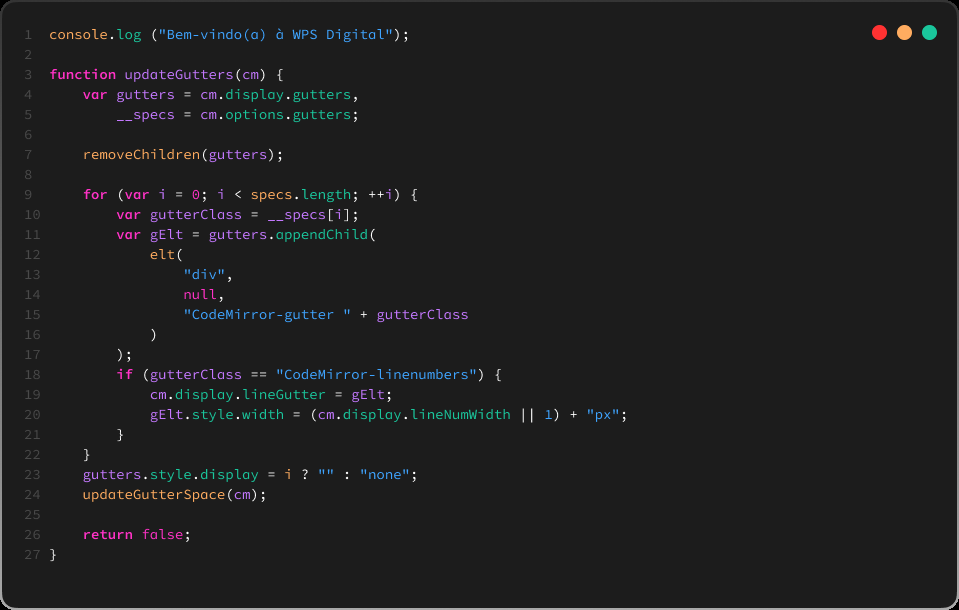 1 console.log ("Bem-vindo(a) à WPS Digital");
2
3 function updateGutters(cm) {
4     var gutters = cm.display.gutters,
5         __specs = cm.options.gutters;
6
7     removeChildren(gutters);
8
9     for (var i = 0; i < specs.length; ++i) {
10         var gutterClass = __specs[i];
11         var gElt = gutters.appendChild(
12             elt(
13                 "div",
14                 null,
15                 "CodeMirror-gutter " + gutterClass
16             )
17         );
18         if (gutterClass == "CodeMirror-linenumbers") {
19             cm.display.lineGutter = gElt;
20             gElt.style.width = (cm.display.lineNumWidth || 1) + "px";
21         }
22     }
23     gutters.style.display = i ? "" : "none";
24     updateGutterSpace(cm);
25
26     return false;
27 }